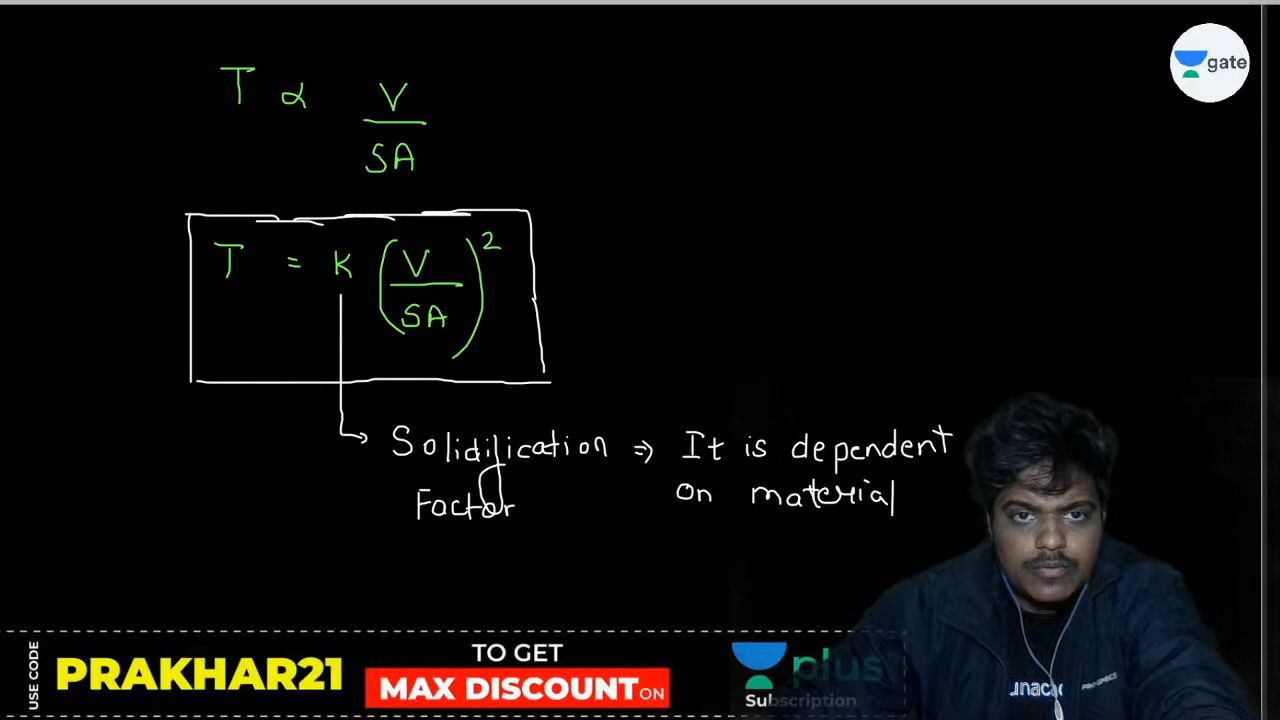 gate
T ∝ V
SA
T = K (V
SA)²
Solidification ⇒ It is dependent
Factor on material
USE CODE
PRAKHAR21
TO GET
MAX DISCOUNT ON
plus
Subscription